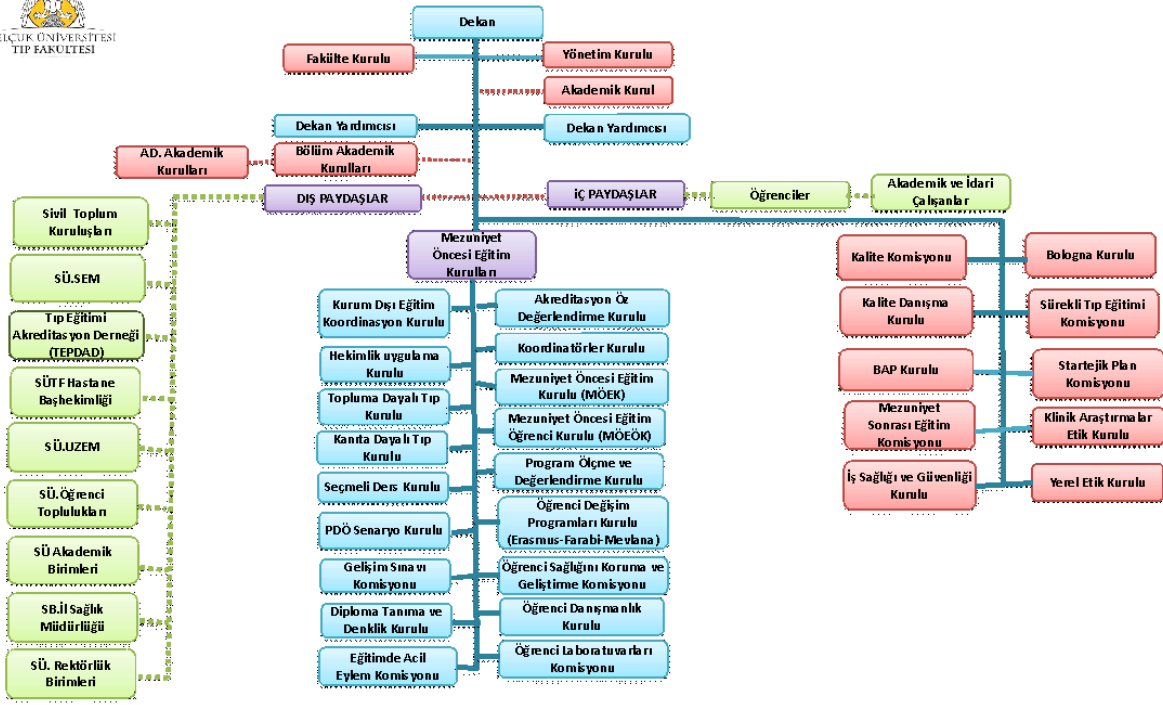 TIP FAKÜLTESİ
Dekan
Fakülte Kurulu
Yönetim Kurulu
Akademik Kurul
Dekan Yardımcısı
Dekan Yardımcısı
AD. Akademik
Kurulları
Bölüm Akademik
Kurulları
DIŞ PAYDAŞLAR
İÇ PAYDAŞLAR
Öğrenciler
Akademik ve İdari
Çalışanlar
Sivil Toplum
Kuruluşları
SÜ.SEM
Tıp Eğitimi
Akreditasyon Derneği
(TEPDAD)
SÜTF Hastane
Başhekimliği
SÜ.UZEM
SÜ.Öğrenci
Toplulukları
SÜ Akademik
Birimleri
SB.İl Sağlık
Müdürlüğü
SÜ. Rektörlük
Birimleri
Mezuniyet
Öncesi Eğitim
Kurulları
Kurum Dışı Eğitim
Koordinasyon Kurulu
Akreditasyon Öz
Değerlendirme Kurulu
Hekimlik uygulama
Kurulu
Koordinatörler Kurulu
Topluma Dayalı Tıp
Kurulu
Mezuniyet Öncesi Eğitim
Kurulu (MÖEK)
Kanıta Dayalı Tıp
Kurulu
Mezuniyet Öncesi Eğitim
Öğrenci Kurulu (MÖEÖK)
Seçmeli Ders Kurulu
Program Ölçme ve
Değerlendirme Kurulu
PDÖ Senaryo Kurulu
Öğrenci Değişim
Programları Kurulu
(Erasmus-Farabi-Mevlana)
Gelişim Sınavı
Komisyonu
Öğrenci Sağlığını Koruma ve
Geliştirme Komisyonu
Diploma Tanıma ve
Denklik Kurulu
Öğrenci Danışmanlık
Kurulu
Eğitimde Acil
Eylem Komisyonu
Öğrenci Laboratuvarları
Komisyonu
Kalite Komisyonu
Bologna Kurulu
Kalite Danışma
Kurulu
Sürekli Tıp Eğitimi
Komisyonu
BAP Kurulu
Startejik Plan
Komisyonu
Mezuniyet
Sonrası Eğitim
Komisyonu
Klinik Araştırmalar
Etik Kurulu
İş Sağlığı ve Güvenliği
Kurulu
Yerel Etik Kurulu